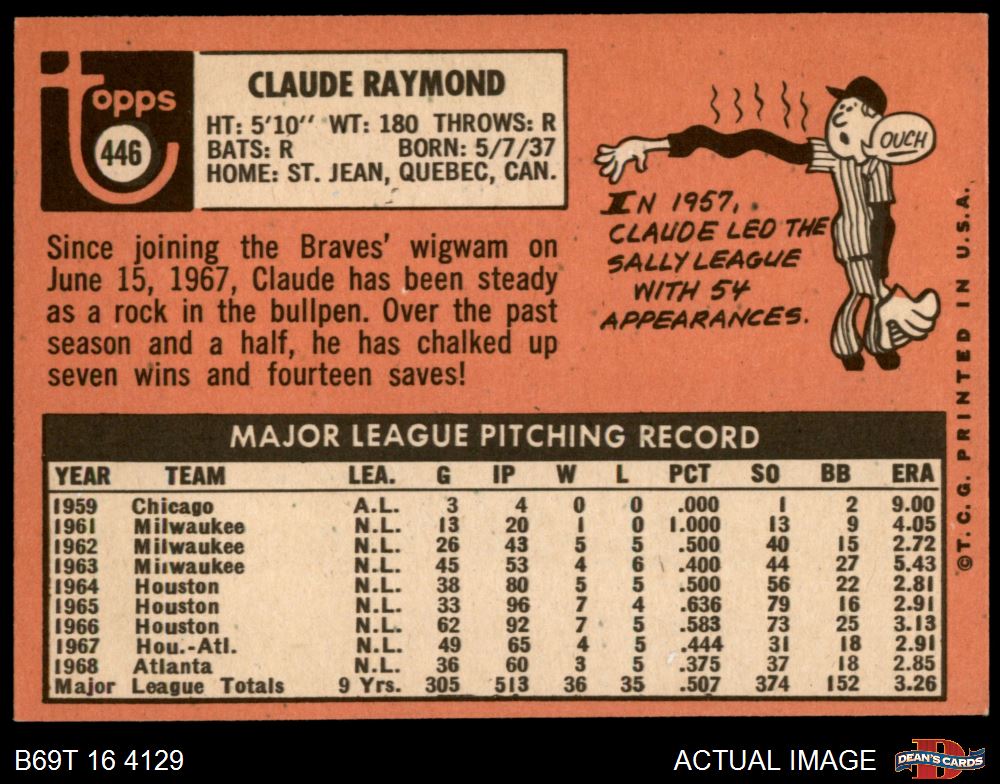 Topps
446
CLAUDE RAYMOND
HT: 5'10" WT: 180 THROWS: R
BATS: R BORN: 5/7/37
HOME: ST. JEAN, QUEBEC, CAN.
OUCH
IN 1957,
CLAUDE LED THE
SALLY LEAGUE
WITH 54
APPEARANCES.
Since joining the Braves' wigwam on
June 15, 1967, Claude has been steady
as a rock in the bullpen. Over the past
season and a half, he has chalked up
seven wins and fourteen saves!
MAJOR LEAGUE PITCHING RECORD
YEAR TEAM LEA. G IP W L PCT SO BB ERA
1959 Chicago A.L. 3 4 0 0 .000 1 2 9.00
1961 Milwaukee N.L. 13 20 1 0 1.000 13 9 4.05
1962 Milwaukee N.L. 26 43 5 5 .500 40 15 2.72
1963 Milwaukee N.L. 45 53 4 6 .400 44 27 5.43
1964 Houston N.L. 38 80 5 5 .500 56 22 2.81
1965 Houston N.L. 33 96 7 4 .636 79 16 2.91
1966 Houston N.L. 62 92 7 5 .583 73 25 3.13
1967 Hou.-Atl. N.L. 49 65 4 5 .444 31 18 2.91
1968 Atlanta N.L. 36 60 3 5 .375 37 18 2.85
Major League Totals 9 Yrs. 305 513 36 35 .507 374 152 3.26
©T. C. G. PRINTED IN U.S.A.
B69T 16 4129
ACTUAL IMAGE
D
DEAN'S CARDS